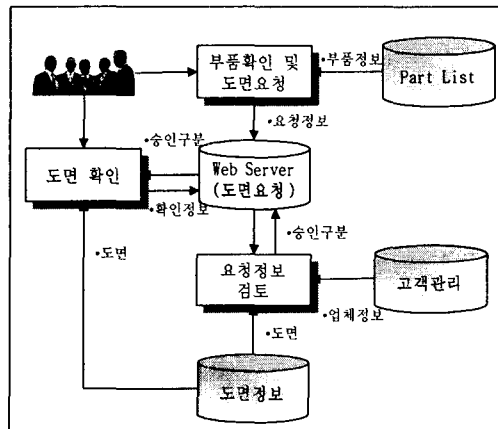 부품확인 및
도면요청
•부품정보
Part List
•요청정보
•승인구분
도면 확인
Web Server
(도면요청)
•확인정보
•승인구분
•도면
요청정보
검토
고객관리
•업체정보
•도면
도면정보